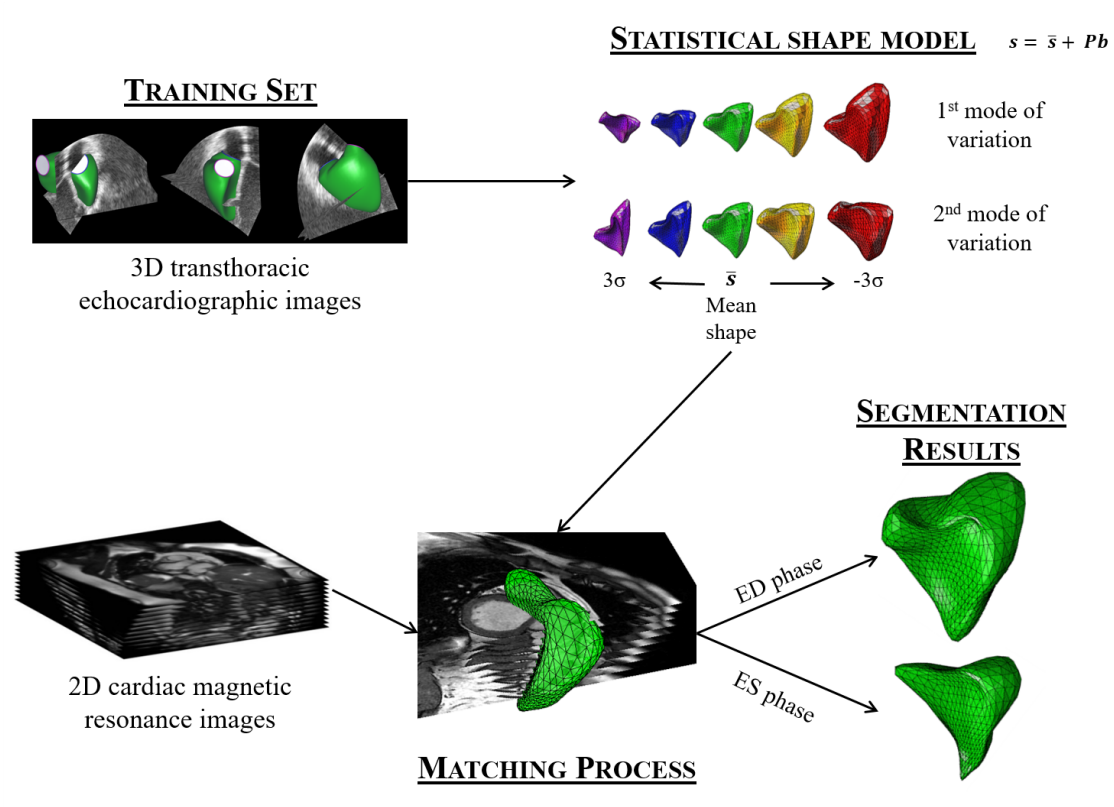 STATISTICAL SHAPE MODEL s = s̄ + Pb
TRAINING SET
1st mode of
variation
2nd mode of
variation
3D transthoracic
echocardiographic images
3σ s̄ -3σ
Mean
shape
SEGMENTATION
RESULTS
ED phase
ES phase
2D cardiac magnetic
resonance images
MATCHING PROCESS